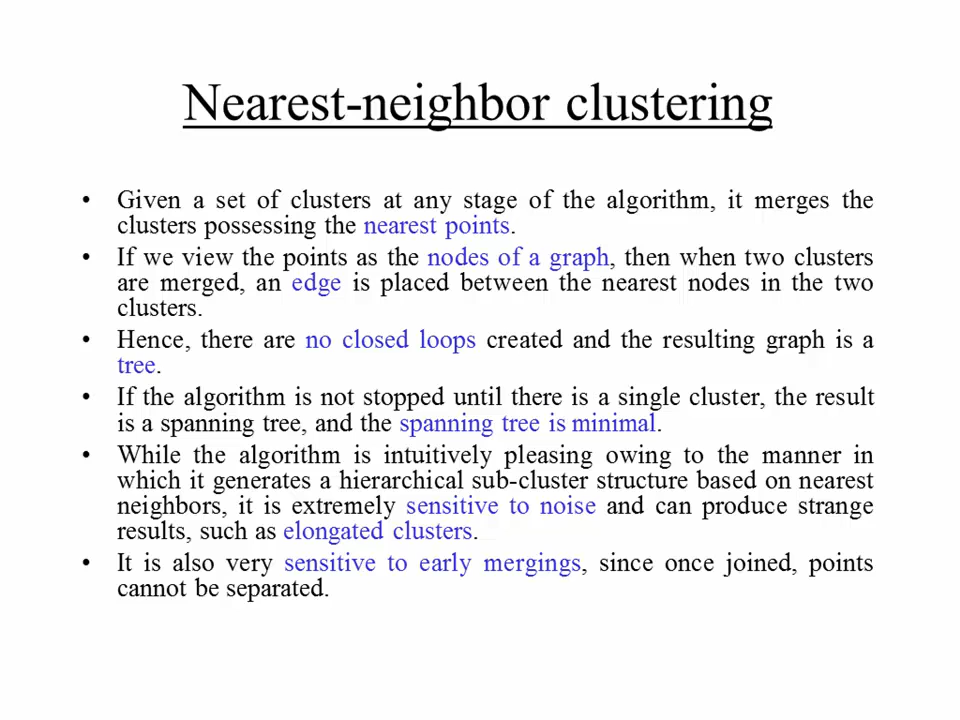 Nearest-neighbor clustering
• Given a set of clusters at any stage of the algorithm, it merges the
clusters possessing the nearest points.
• If we view the points as the nodes of a graph, then when two clusters
are merged, an edge is placed between the nearest nodes in the two
clusters.
• Hence, there are no closed loops created and the resulting graph is a
tree.
• If the algorithm is not stopped until there is a single cluster, the result
is a spanning tree, and the spanning tree is minimal.
• While the algorithm is intuitively pleasing owing to the manner in
which it generates a hierarchical sub-cluster structure based on nearest
neighbors, it is extremely sensitive to noise and can produce strange
results, such as elongated clusters.
• It is also very sensitive to early mergings, since once joined, points
cannot be separated.